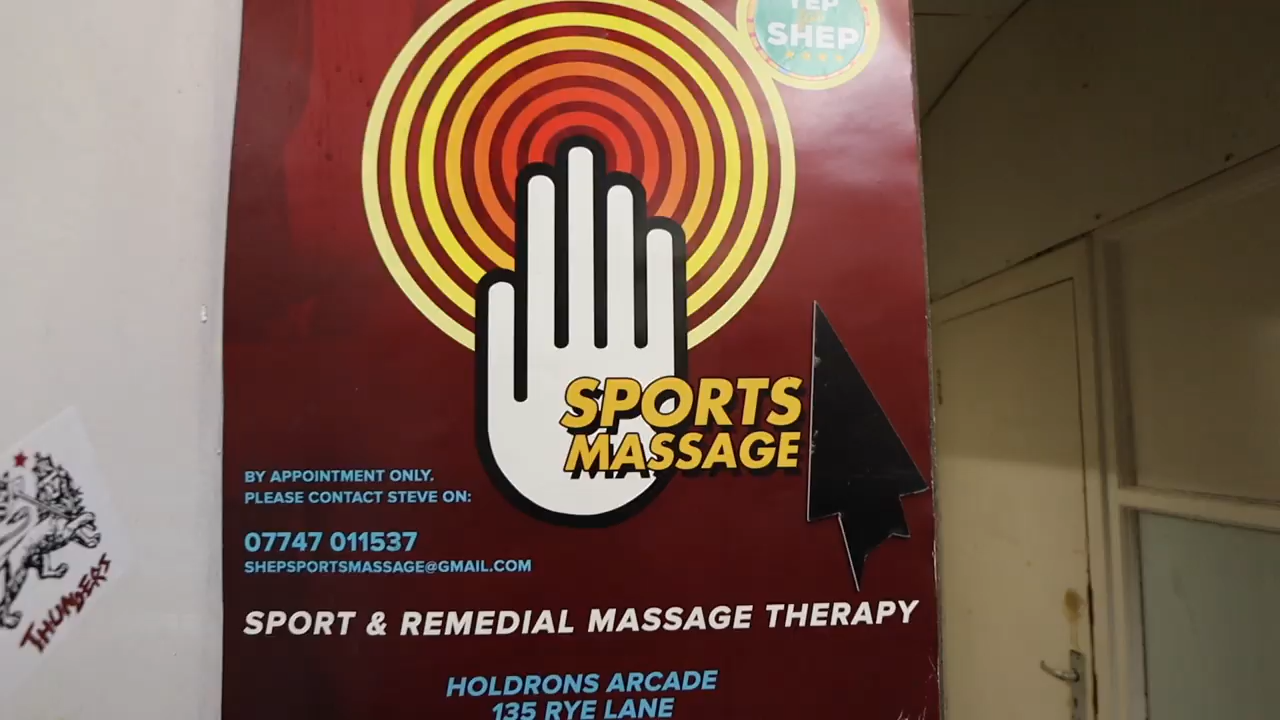 YEP
SHEP
SPORTS
MASSAGE
BY APPOINTMENT ONLY.
PLEASE CONTACT STEVE ON:
07747 011537
SHEPSPORTSMASSAGE@GMAIL.COM
SPORT & REMEDIAL MASSAGE THERAPY
HOLDRONS ARCADE
135 RYE LANE
THUNDERS